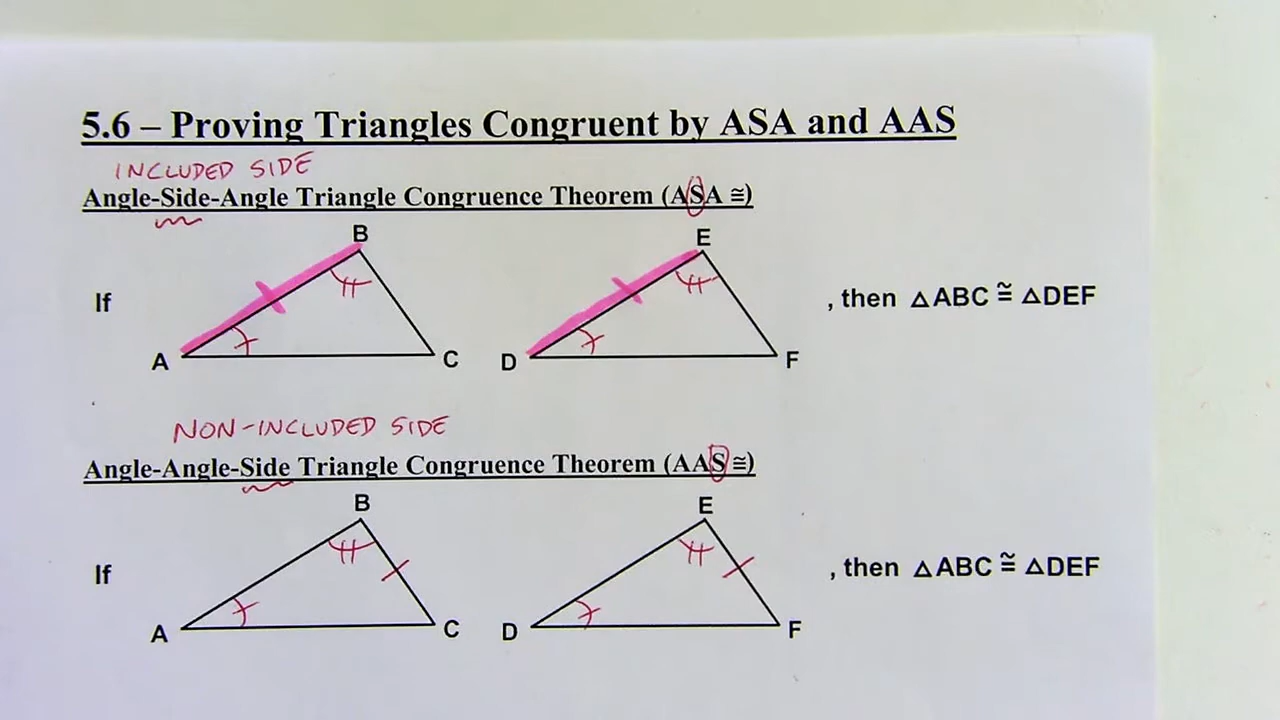 5.6 – Proving Triangles Congruent by ASA and AAS
INCLUDED SIDE
Angle-Side-Angle Triangle Congruence Theorem (ASA ≅)
B
E
If
, then △ABC ≅ △DEF
A
C
D
F
NON-INCLUDED SIDE
Angle-Angle-Side Triangle Congruence Theorem (AAS ≅)
B
E
If
, then △ABC ≅ △DEF
A
C
D
F